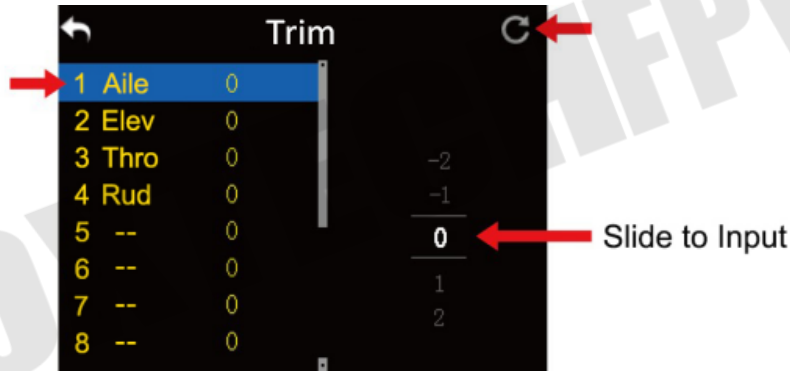 Trim
1 Aile 0
2 Elev 0
3 Thro 0
4 Rud 0
5 -- 0
6 -- 0
7 -- 0
8 -- 0
-2
-1
0
1
2
Slide to Input